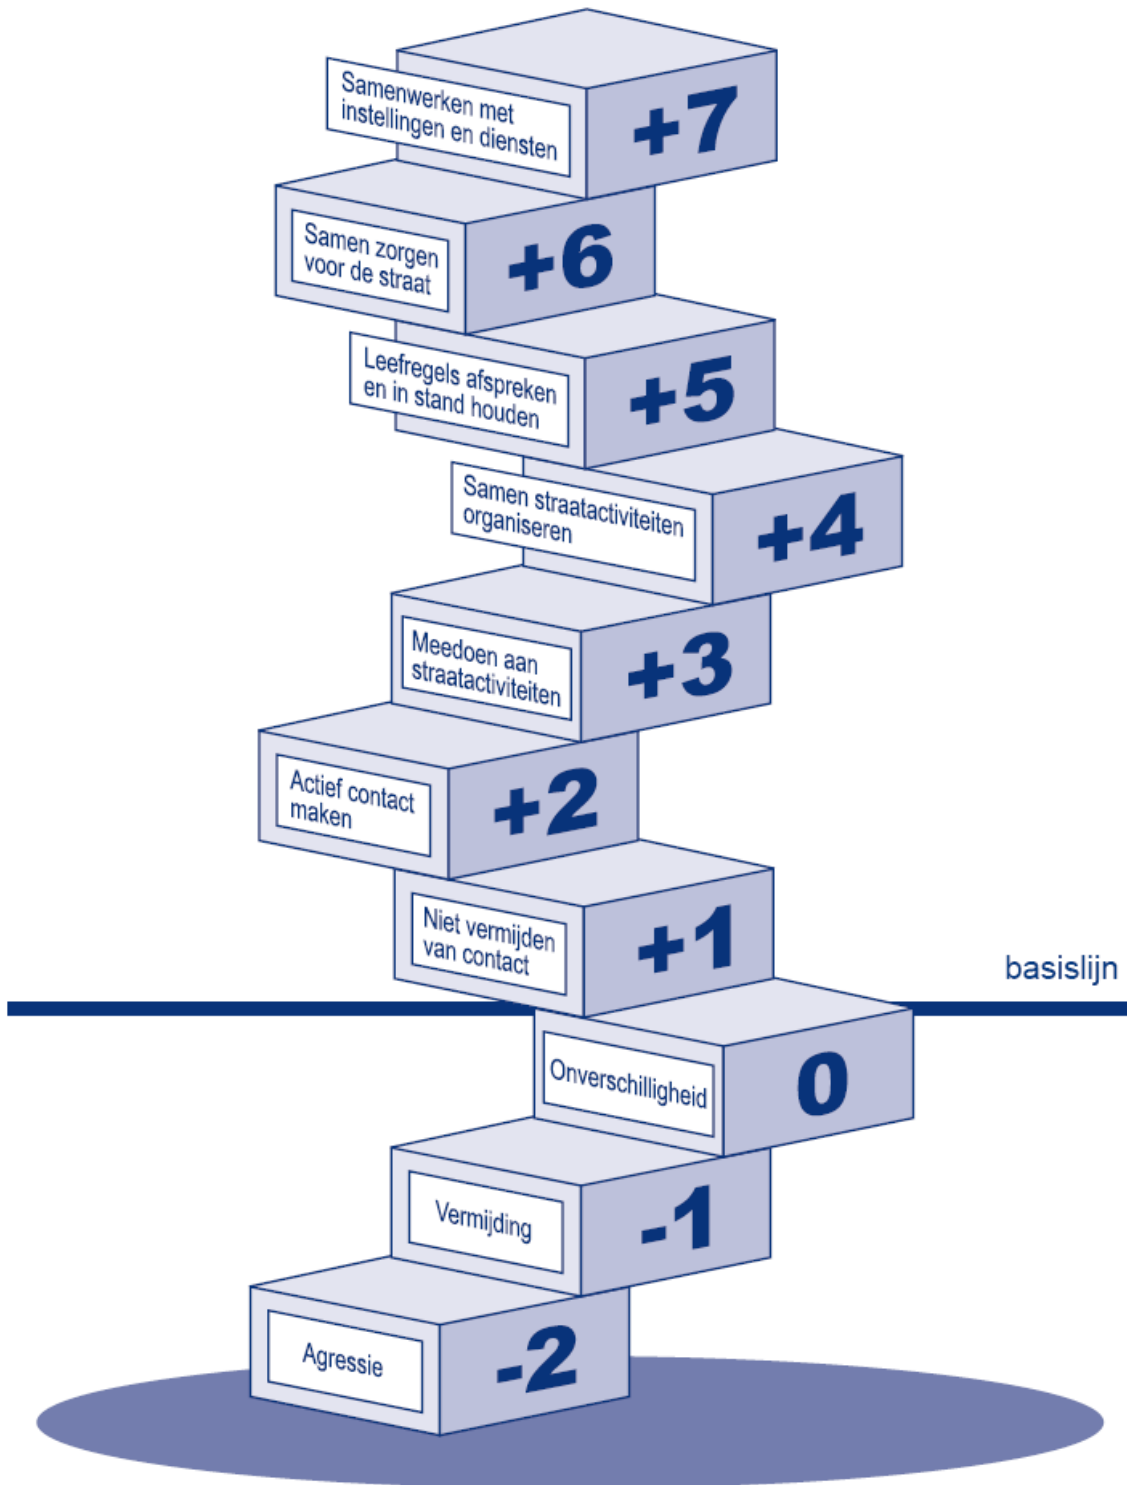 Samenwerken met
instellingen en diensten
+7
Samen zorgen
voor de straat
+6
Leefregels afspreken
en in stand houden
+5
Samen straatactiviteiten
organiseren
+4
Meedoen aan
straatactiviteiten
+3
Actief contact
maken
+2
Niet vermijden
van contact
+1
basislijn
Onverschilligheid
0
Vermijding
-1
Agressie
-2